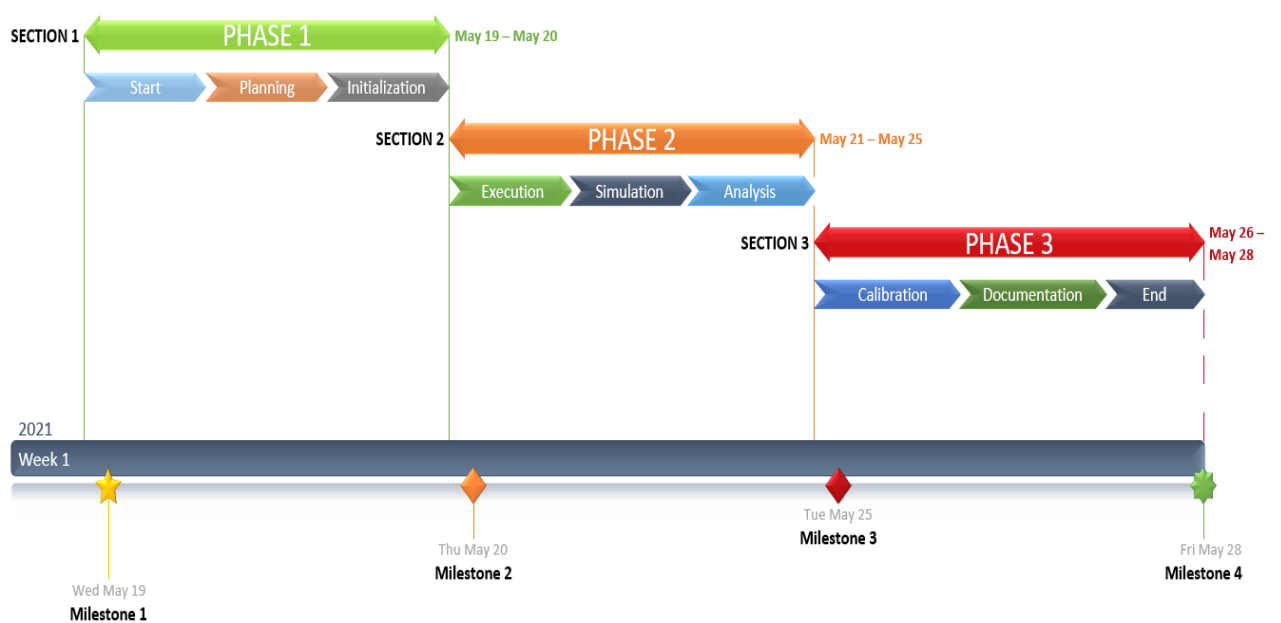 SECTION 1
PHASE 1
May 19 – May 20
Start
Planning
Initialization
SECTION 2
PHASE 2
May 21 – May 25
Execution
Simulation
Analysis
SECTION 3
PHASE 3
May 26 –
May 28
Calibration
Documentation
End
2021
Week 1
Wed May 19
Milestone 1
Thu May 20
Milestone 2
Tue May 25
Milestone 3
Fri May 28
Milestone 4